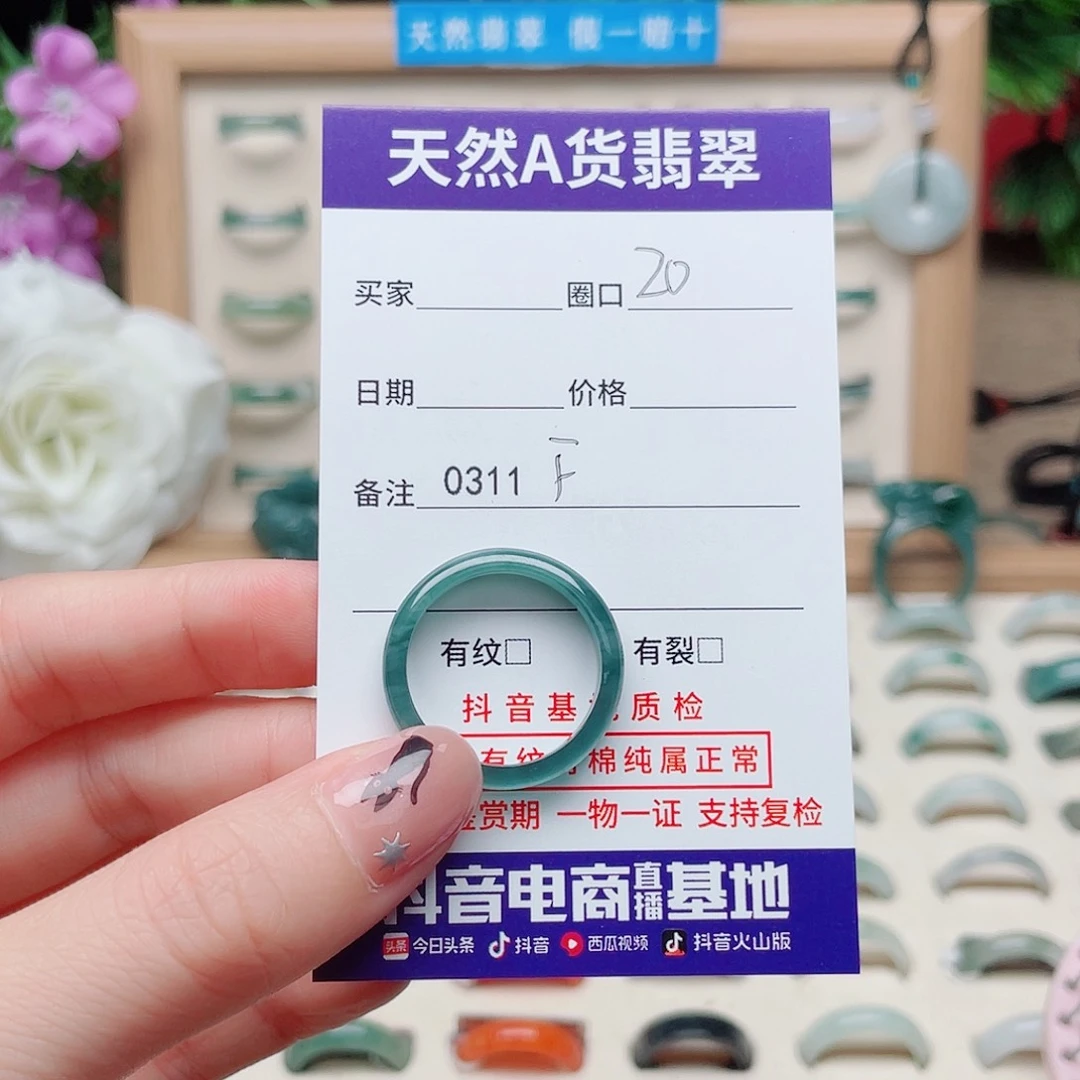 天然翡翠 假一赔十
天然A货翡翠
买家 圈口 20
日期 价格
备注 0311
有纹□ 有裂□
抖音基 质检
有纹 棉纯属正常
赏期 一物一证 支持复检
抖音电商直播基地
头条 今日头条 抖音 西瓜视频 抖音火山版